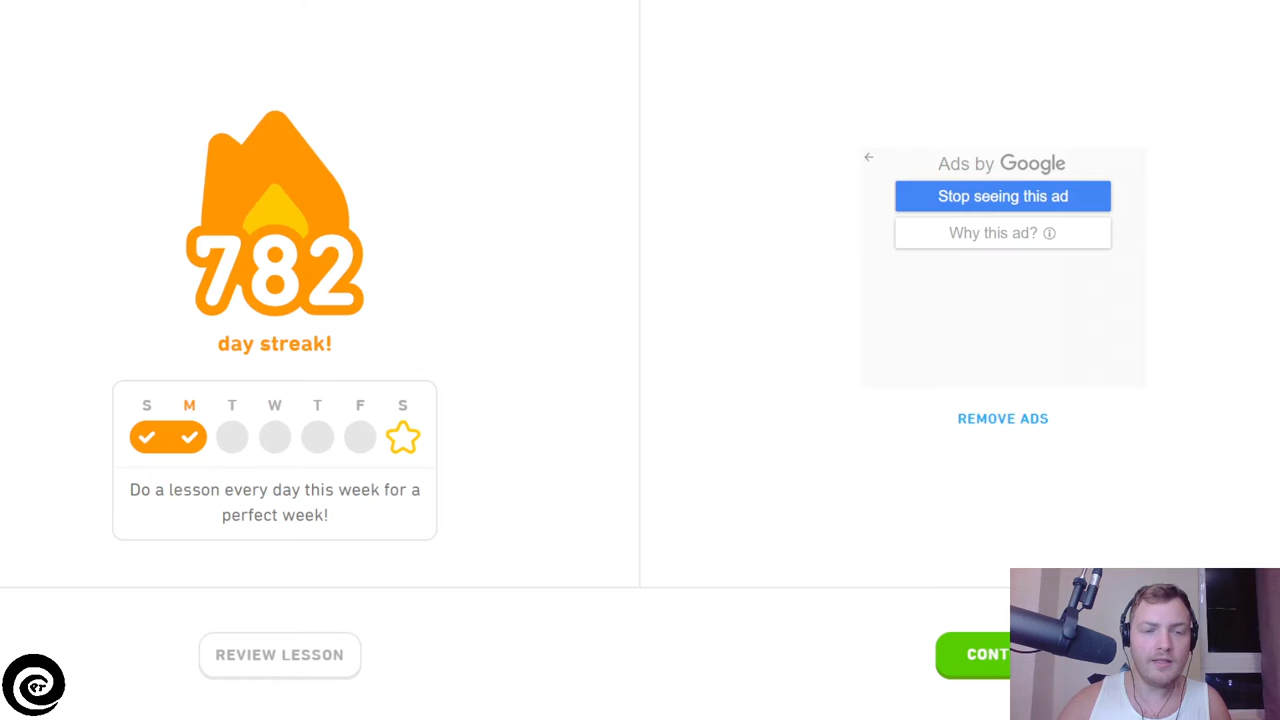 782
day streak!
S M T W T F S
Do a lesson every day this week for a
perfect week!
Ads by Google
Stop seeing this ad
Why this ad?
REMOVE ADS
REVIEW LESSON
CONT